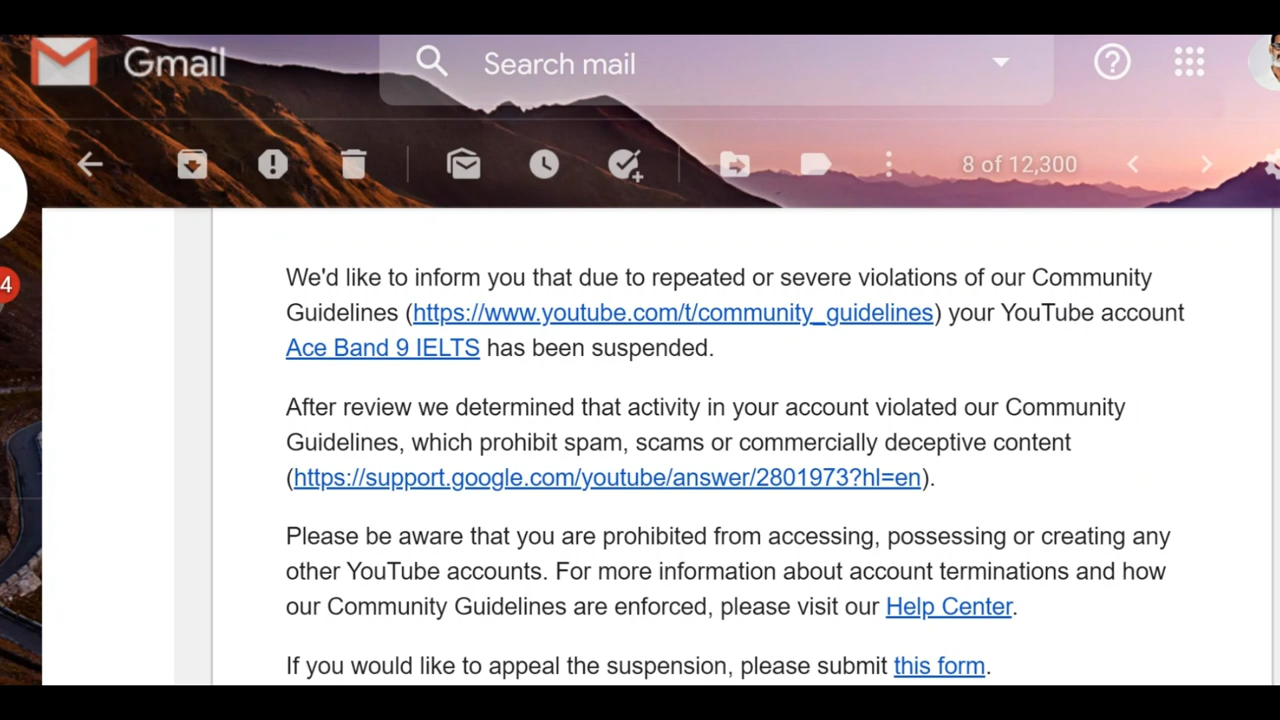 Gmail
Search mail
8 of 12,300
4
We'd like to inform you that due to repeated or severe violations of our Community
Guidelines (https://www.youtube.com/t/community_guidelines) your YouTube account
Ace Band 9 IELTS has been suspended.
After review we determined that activity in your account violated our Community
Guidelines, which prohibit spam, scams or commercially deceptive content
(https://support.google.com/youtube/answer/2801973?hl=en).
Please be aware that you are prohibited from accessing, possessing or creating any
other YouTube accounts. For more information about account terminations and how
our Community Guidelines are enforced, please visit our Help Center.
If you would like to appeal the suspension, please submit this form.